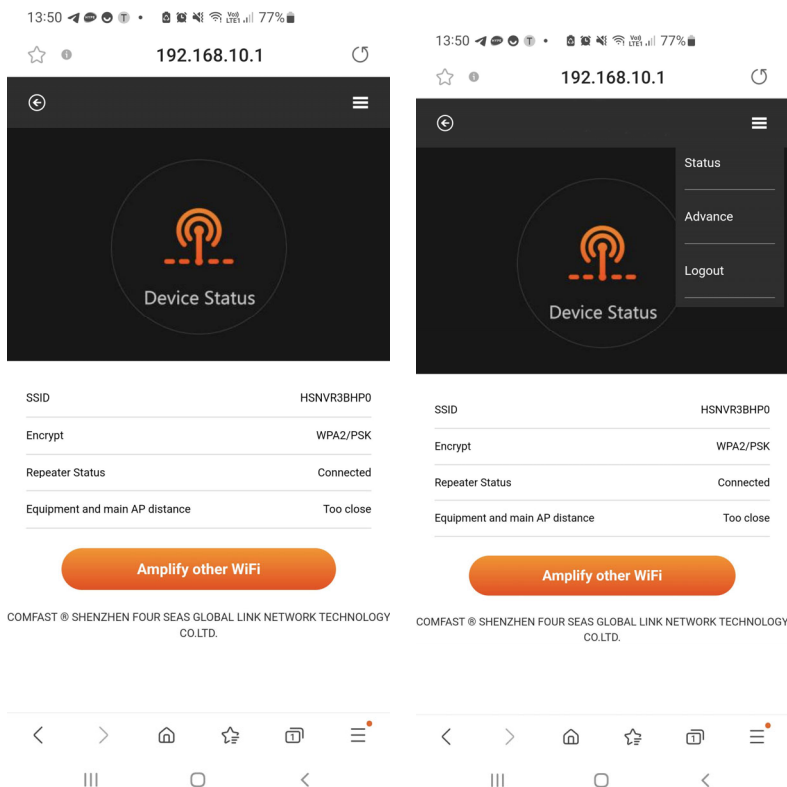 13:50 77%
192.168.10.1
Device Status
SSID HSNVR3BHP0
Encrypt WPA2/PSK
Repeater Status Connected
Equipment and main AP distance Too close
Amplify other WiFi
COMFAST ® SHENZHEN FOUR SEAS GLOBAL LINK NETWORK TECHNOLOGY
CO.LTD.
1
13:50 77%
192.168.10.1
Status
Advance
Logout
Device Status
SSID HSNVR3BHP0
Encrypt WPA2/PSK
Repeater Status Connected
Equipment and main AP distance Too close
Amplify other WiFi
COMFAST ® SHENZHEN FOUR SEAS GLOBAL LINK NETWORK TECHNOLOGY
CO.LTD.
1